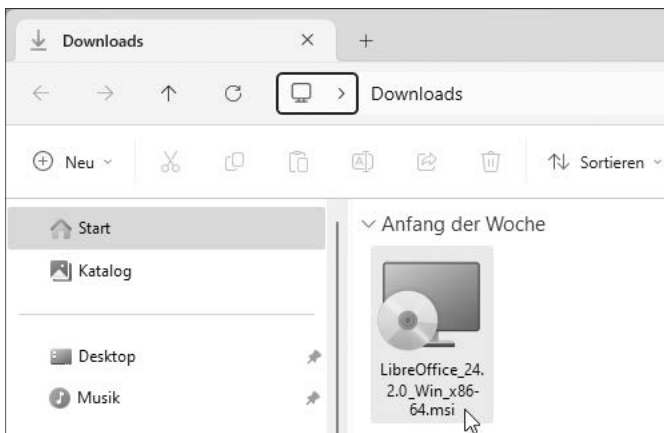 Downloads
Downloads
Neu
Sortieren
Start
Katalog
Desktop
Musik
Anfang der Woche
LibreOffice_24.
2.0_Win_x86-
64.msi